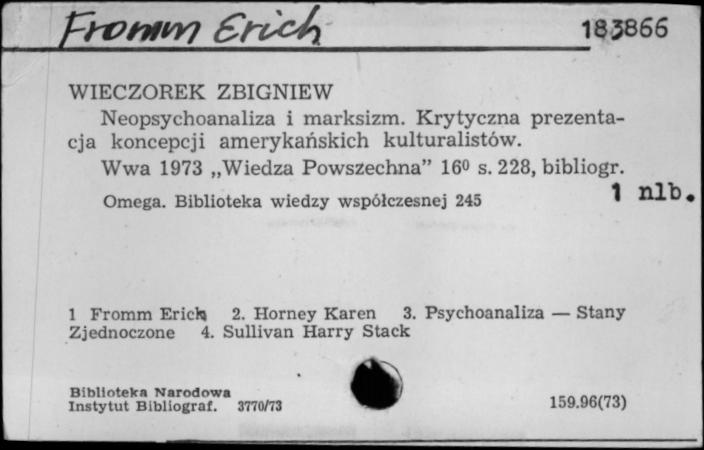 Fromm Erich
183866
WIECZOREK ZBIGNIEW
Neopsychoanaliza i marksizm. Krytyczna prezenta-
cja koncepcji amerykańskich kulturalistów.
Wwa 1973 „Wiedza Powszechna” 16⁰ s. 228, bibliogr.
1 nlb.
Omega. Biblioteka wiedzy współczesnej 245
1 Fromm Erich 2. Horney Karen 3. Psychoanaliza — Stany
Zjednoczone 4. Sullivan Harry Stack
Biblioteka Narodowa
Instytut Bibliograf. 3770/73
159.96(73)